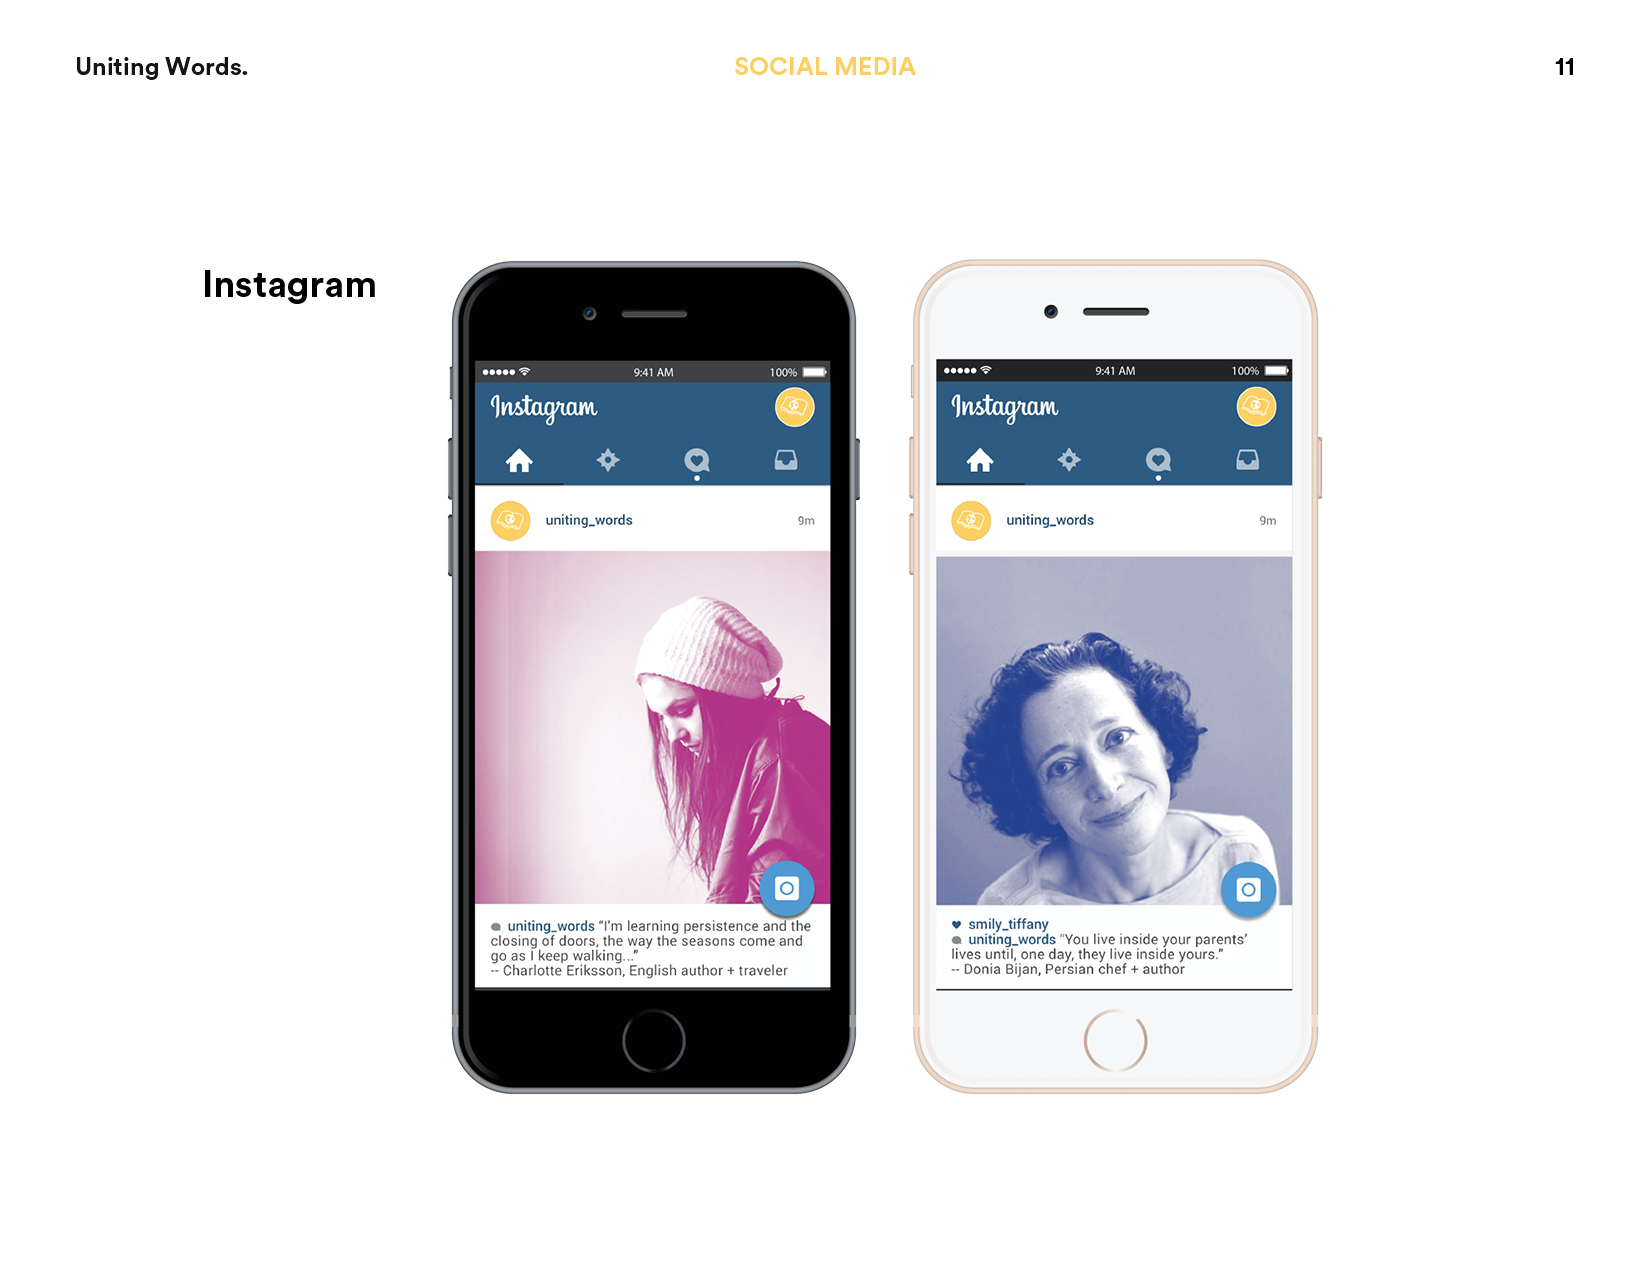 Uniting Words.
SOCIAL MEDIA
11
Instagram
9:41 AM
100%
Instagram
uniting_words
9m
uniting_words “I’m learning persistence and the
closing of doors, the way the seasons come and
go as I keep walking...”
-- Charlotte Eriksson, English author + traveler
9:41 AM
100%
Instagram
uniting_words
9m
smily_tiffany
uniting_words “You live inside your parents’
lives until, one day, they live inside yours.”
-- Donia Bijan, Persian chef + author